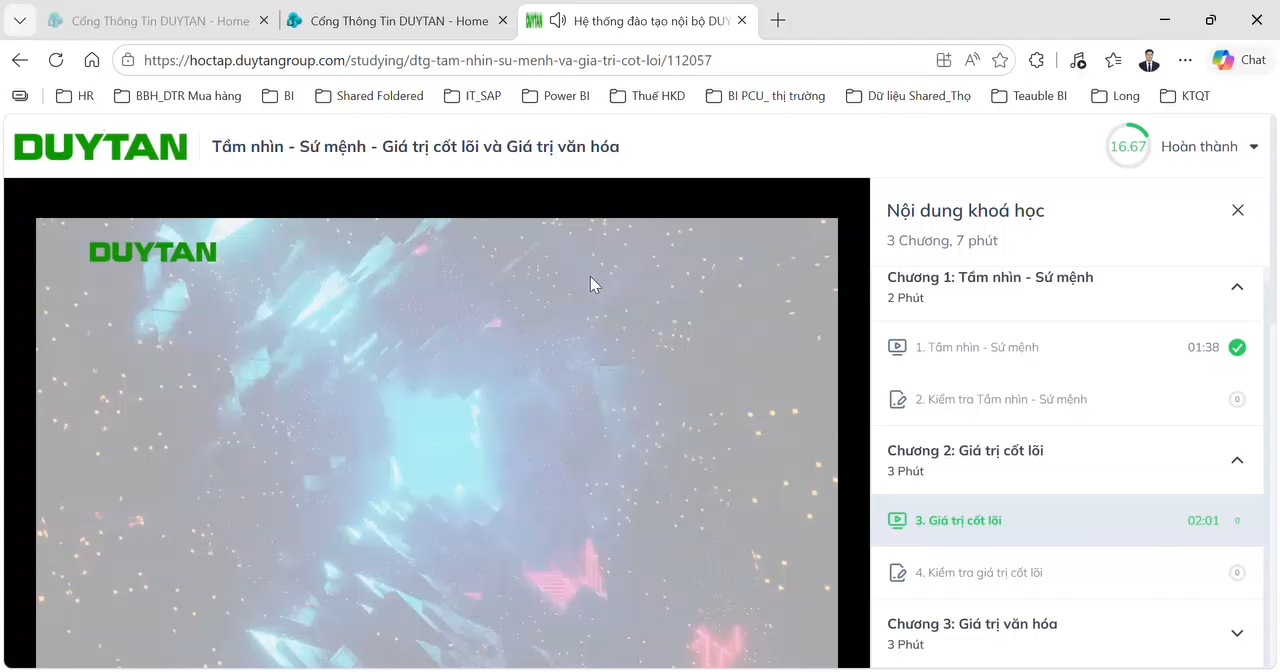 Cổng Thông Tin DUYTAN - Home
Cổng Thông Tin DUYTAN - Home
Hệ thống đào tạo nội bộ DUY
https://hoctap.duytangroup.com/studying/dtg-tam-nhin-su-menh-va-gia-tri-cot-loi/112057
Chat
HR
BBH_DTR Mua hàng
BI
Shared Foldered
IT_SAP
Power BI
Thuế HKD
BI PCU_ thị trường
Dữ liệu Shared_Thọ
Teauble BI
Long
KTQT
DUYTAN
Tầm nhìn - Sứ mệnh - Giá trị cốt lõi và Giá trị văn hóa
16.67
Hoàn thành
DUYTAN
Nội dung khoá học
3 Chương, 7 phút
Chương 1: Tầm nhìn - Sứ mệnh
2 Phút
1. Tầm nhìn - Sứ mệnh
01:38
2. Kiểm tra Tầm nhìn - Sứ mệnh
0
Chương 2: Giá trị cốt lõi
3 Phút
3. Giá trị cốt lõi
02:01
0
4. Kiểm tra giá trị cốt lõi
0
Chương 3: Giá trị văn hóa
3 Phút